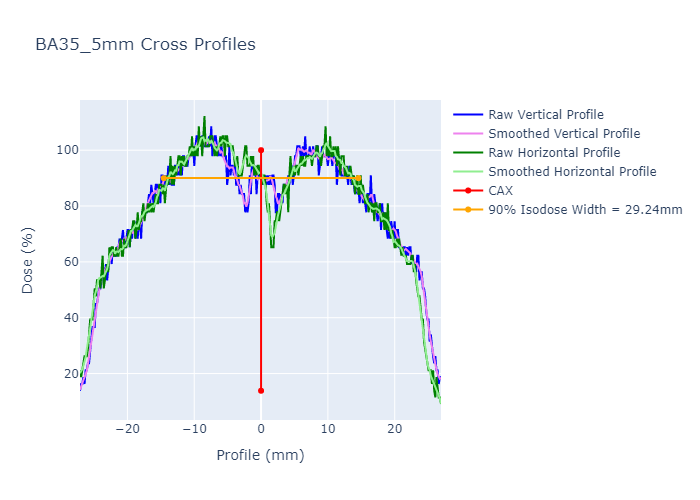 BA35_5mm Cross Profiles
Raw Vertical Profile
Smoothed Vertical Profile
Raw Horizontal Profile
Smoothed Horizontal Profile
CAX
90% Isodose Width = 29.24mm
100
80
60
40
20
Dose (%)
−20
−10
0
10
20
Profile (mm)